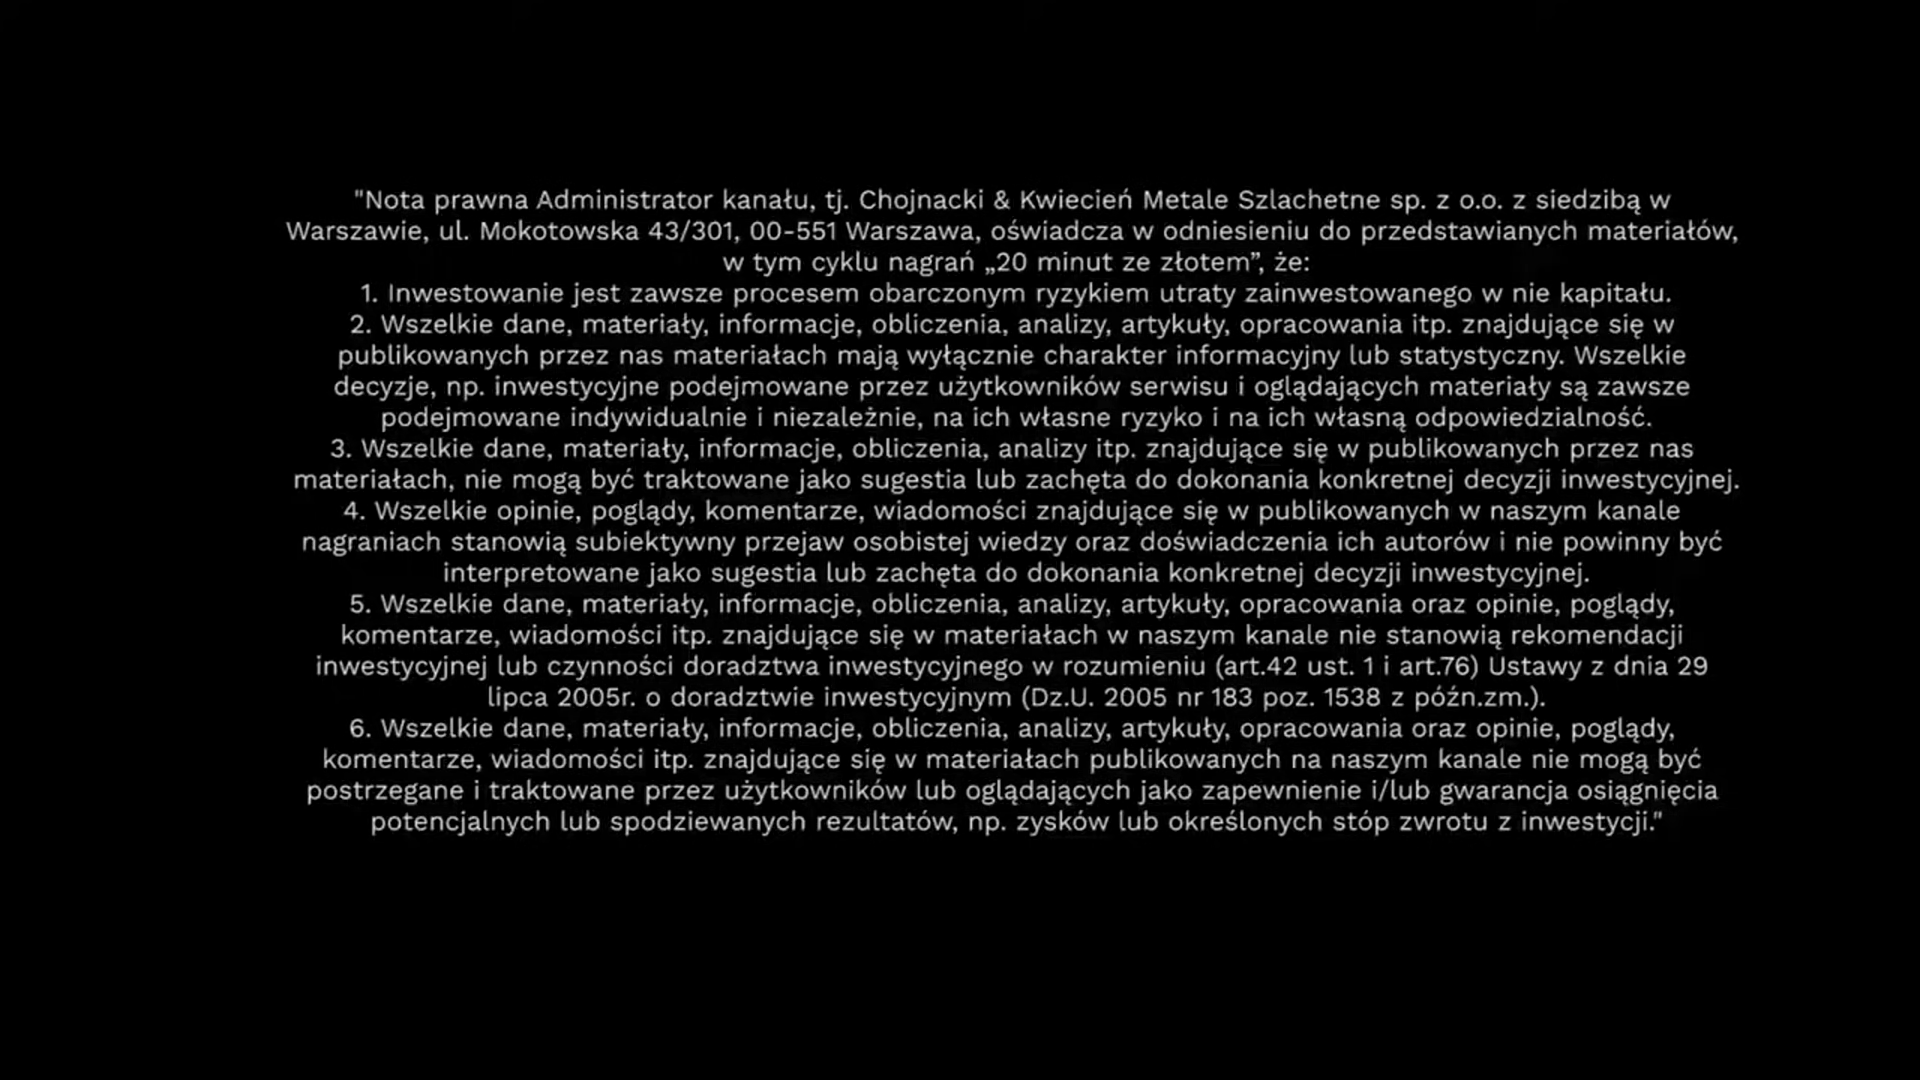 "Nota prawna Administrator kanału, tj. Chojnacki & Kwiecień Metale Szlachetne sp. z o.o. z siedzibą w
Warszawie, ul. Mokotowska 43/301, 00-551 Warszawa, oświadcza w odniesieniu do przedstawianych materiałów,
w tym cyklu nagrań „20 minut ze złotem”, że:
1. Inwestowanie jest zawsze procesem obarczonym ryzykiem utraty zainwestowanego w nie kapitału.
2. Wszelkie dane, materiały, informacje, obliczenia, analizy, artykuły, opracowania itp. znajdujące się w
publikowanych przez nas materiałach mają wyłącznie charakter informacyjny lub statystyczny. Wszelkie
decyzje, np. inwestycyjne podejmowane przez użytkowników serwisu i oglądających materiały są zawsze
podejmowane indywidualnie i niezależnie, na ich własne ryzyko i na ich własną odpowiedzialność.
3. Wszelkie dane, materiały, informacje, obliczenia, analizy itp. znajdujące się w publikowanych przez nas
materiałach, nie mogą być traktowane jako sugestia lub zachęta do dokonania konkretnej decyzji inwestycyjnej.
4. Wszelkie opinie, poglądy, komentarze, wiadomości znajdujące się w publikowanych w naszym kanale
nagraniach stanowią subiektywny przejaw osobistej wiedzy oraz doświadczenia ich autorów i nie powinny być
interpretowane jako sugestia lub zachęta do dokonania konkretnej decyzji inwestycyjnej.
5. Wszelkie dane, materiały, informacje, obliczenia, analizy, artykuły, opracowania oraz opinie, poglądy,
komentarze, wiadomości itp. znajdujące się w materiałach w naszym kanale nie stanowią rekomendacji
inwestycyjnej lub czynności doradztwa inwestycyjnego w rozumieniu (art.42 ust. 1 i art.76) Ustawy z dnia 29
lipca 2005r. o doradztwie inwestycyjnym (Dz.U. 2005 nr 183 poz. 1538 z późn.zm.).
6. Wszelkie dane, materiały, informacje, obliczenia, analizy, artykuły, opracowania oraz opinie, poglądy,
komentarze, wiadomości itp. znajdujące się w materiałach publikowanych na naszym kanale nie mogą być
postrzegane i traktowane przez użytkowników lub oglądających jako zapewnienie i/lub gwarancja osiągnięcia
potencjalnych lub spodziewanych rezultatów, np. zysków lub określonych stóp zwrotu z inwestycji."